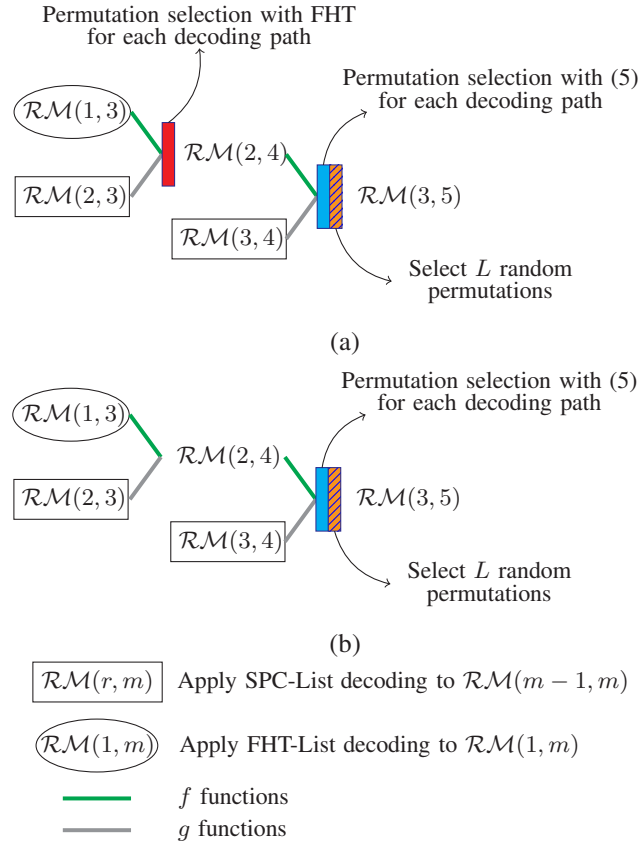 Permutation selection with FHT
for each decoding path
Permutation selection with (5)
for each decoding path
ℛℳ(1, 3)
ℛℳ(2, 4)
ℛℳ(2, 3)
ℛℳ(3, 5)
ℛℳ(3, 4)
Select L random
permutations
(a)
Permutation selection with (5)
for each decoding path
ℛℳ(1, 3)
ℛℳ(2, 4)
ℛℳ(2, 3)
ℛℳ(3, 5)
ℛℳ(3, 4)
Select L random
permutations
(b)
ℛℳ(r, m) Apply SPC-List decoding to ℛℳ(m − 1, m)
ℛℳ(1, m) Apply FHT-List decoding to ℛℳ(1, m)
f functions
g functions